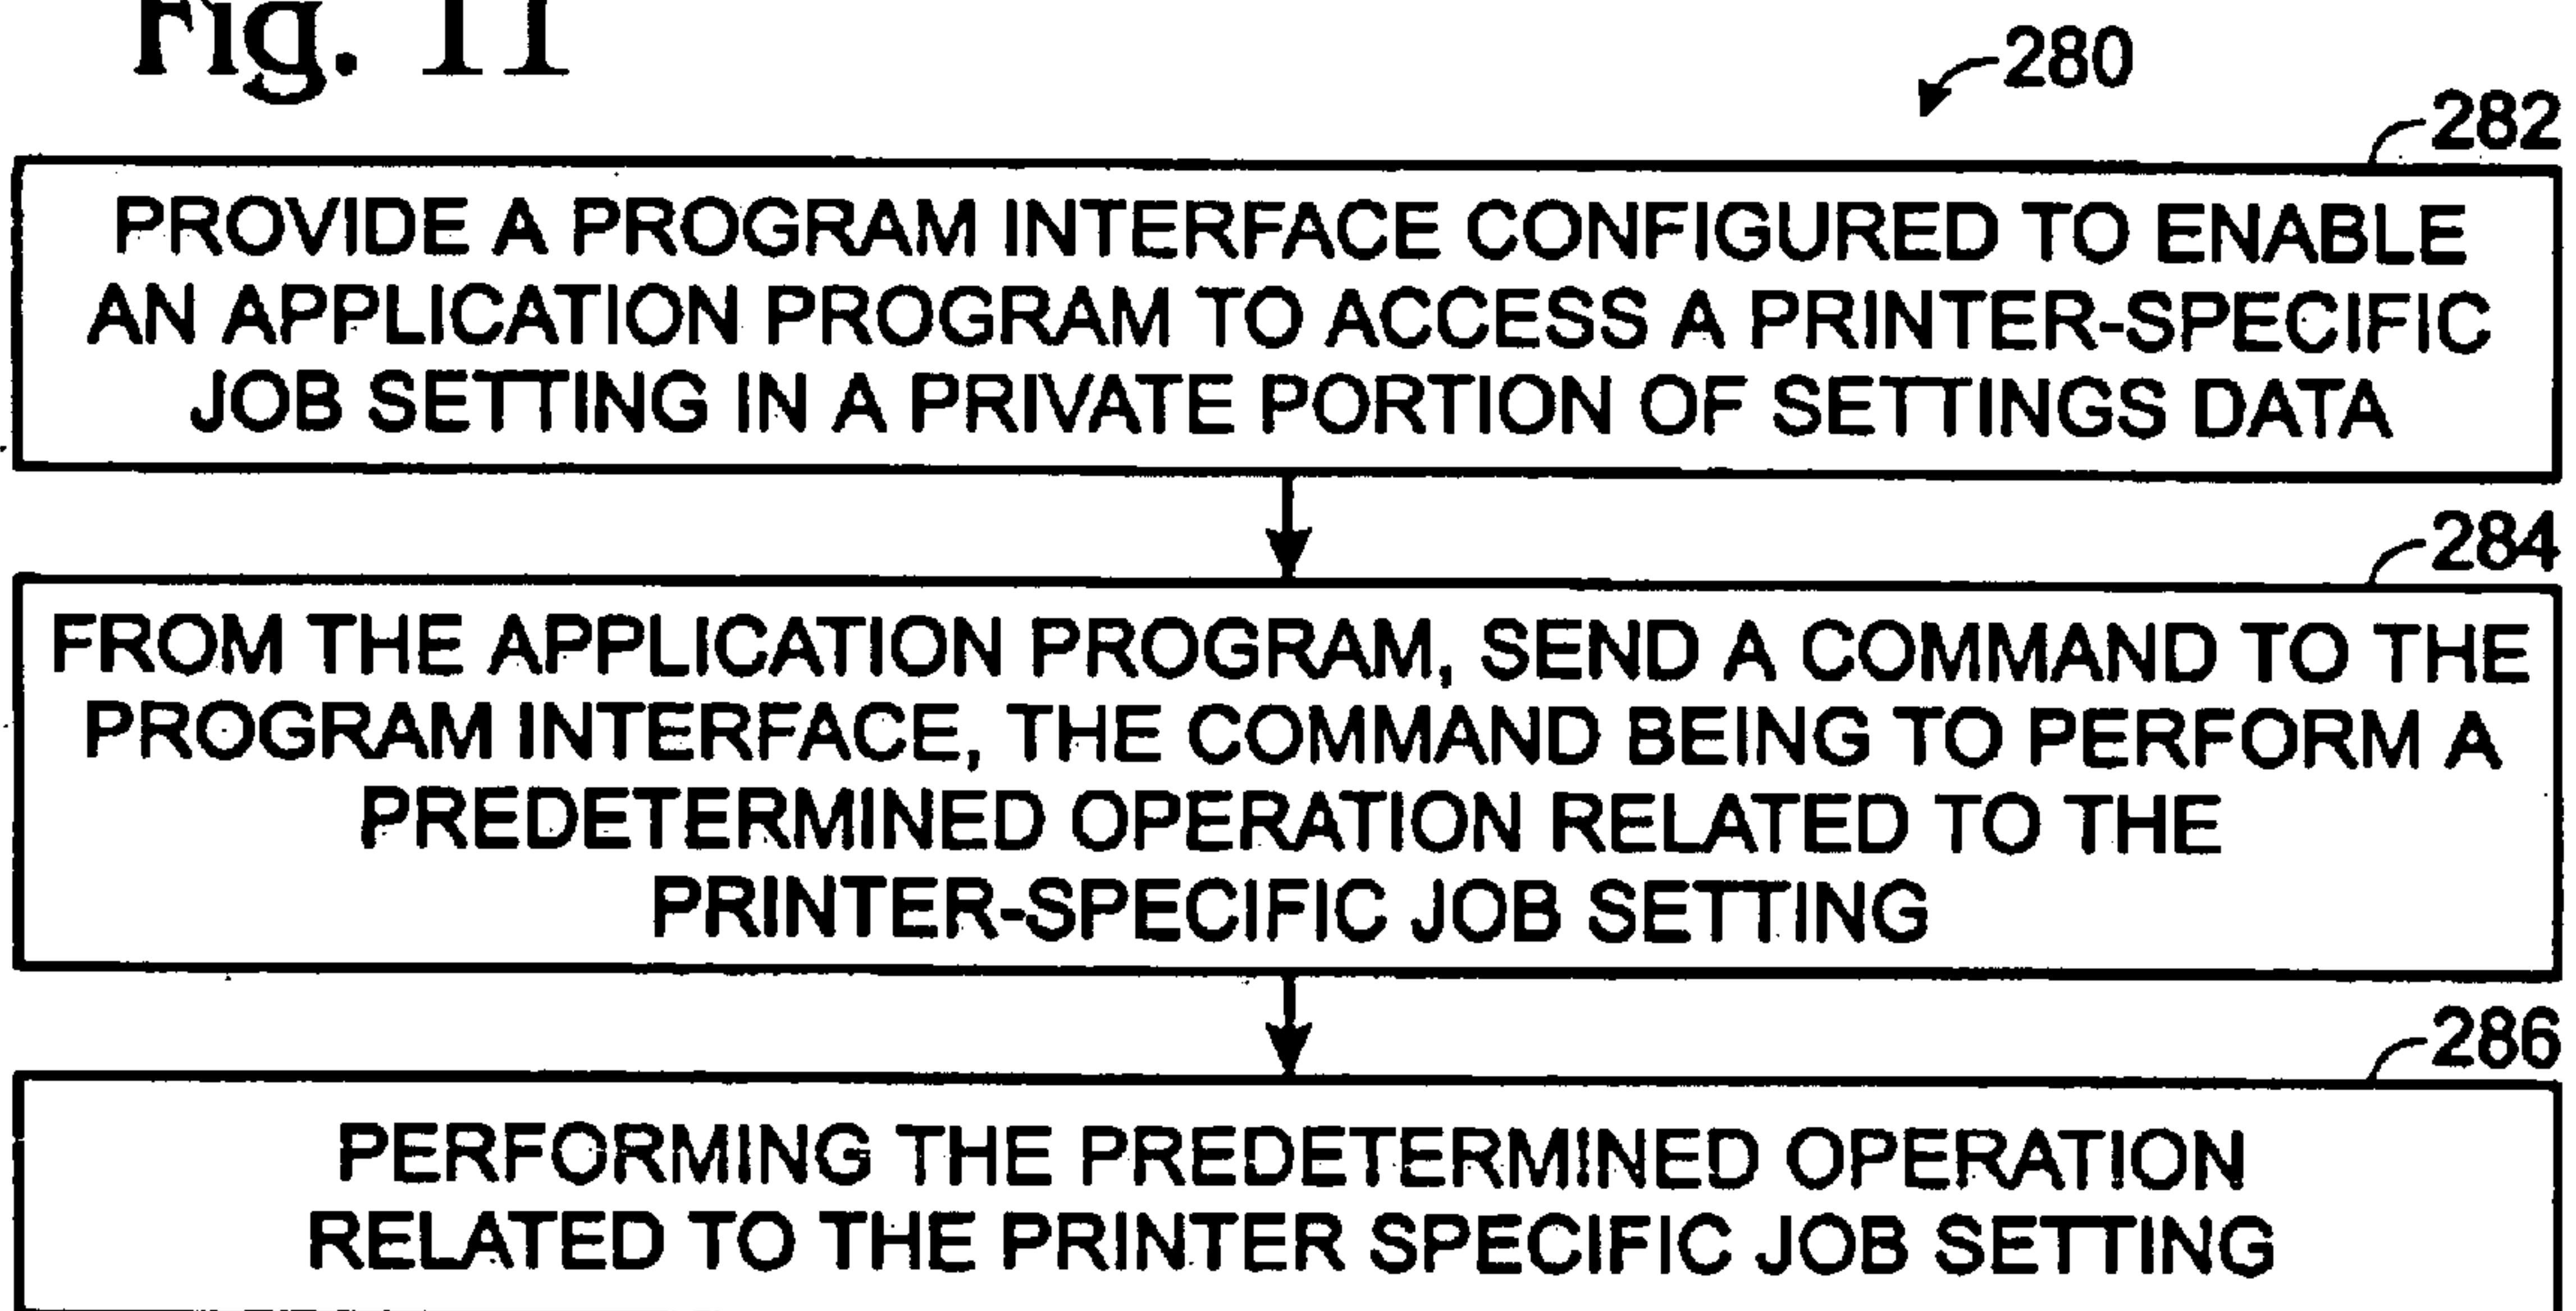 Fig. 11
280
282
PROVIDE A PROGRAM INTERFACE CONFIGURED TO ENABLE
AN APPLICATION PROGRAM TO ACCESS A PRINTER-SPECIFIC
JOB SETTING IN A PRIVATE PORTION OF SETTINGS DATA
284
FROM THE APPLICATION PROGRAM, SEND A COMMAND TO THE
PROGRAM INTERFACE, THE COMMAND BEING TO PERFORM A
PREDETERMINED OPERATION RELATED TO THE
PRINTER-SPECIFIC JOB SETTING
286
PERFORMING THE PREDETERMINED OPERATION
RELATED TO THE PRINTER SPECIFIC JOB SETTING